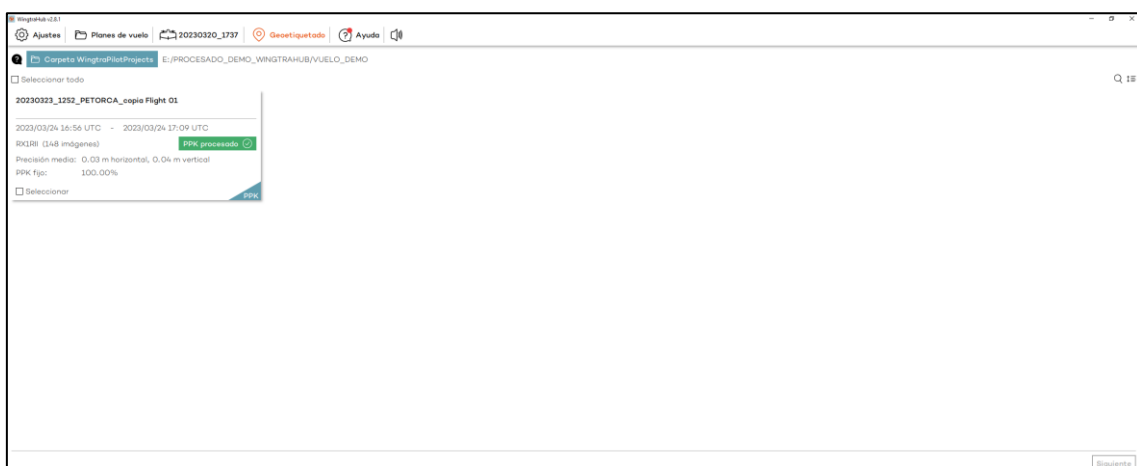 WingtraHub v2.8.1
Ajustes Planes de vuelo 20230320_1737 Geoetiquetado Ayuda
Carpeta WingtraPilotProjects E:/PROCESADO_DEMO_WINGTRAHUB/VUELO_DEMO
Seleccionar todo
20230323_1252_PETORCA_copia Flight 01
2023/03/24 16:56 UTC - 2023/03/24 17:09 UTC
RX1RII (148 imágenes) PPK procesado
Precisión media: 0.03 m horizontal, 0.04 m vertical
PPK fijo: 100.00%
Seleccionar PPK
Siguiente